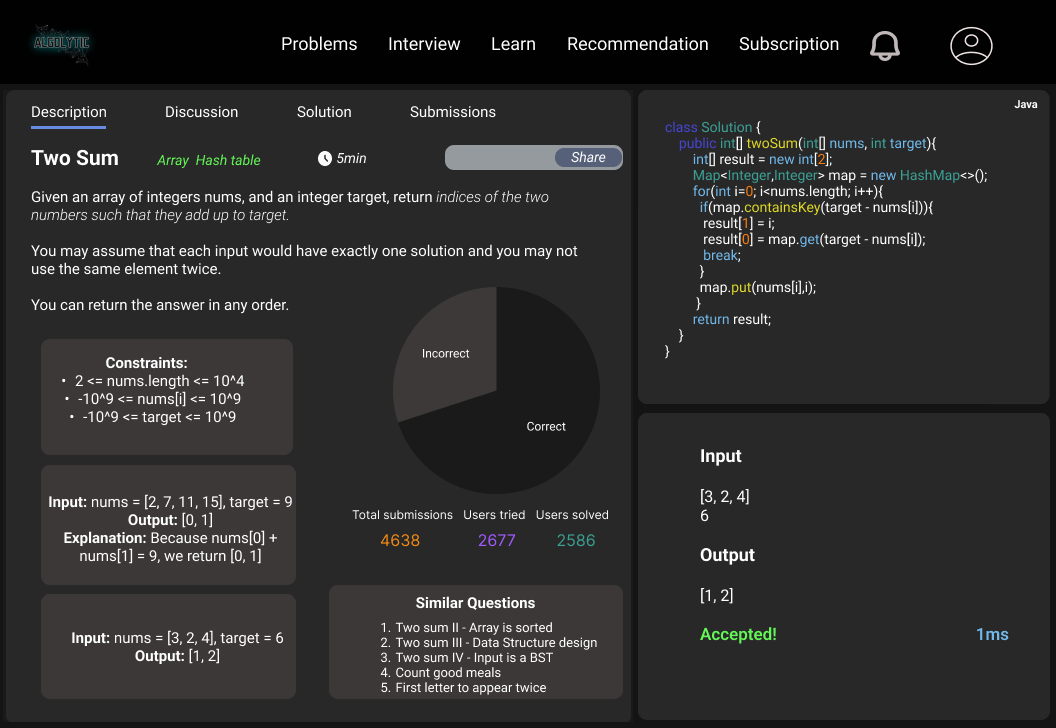 ALGOLYTIC
Problems Interview Learn Recommendation Subscription
Description Discussion Solution Submissions
Two Sum Array Hash table 5min Share
Given an array of integers nums, and an integer target, return indices of the two
numbers such that they add up to target.
You may assume that each input would have exactly one solution and you may not
use the same element twice.
You can return the answer in any order.
Constraints:
• 2 <= nums.length <= 10^4
• -10^9 <= nums[i] <= 10^9
• -10^9 <= target <= 10^9
Input: nums = [2, 7, 11, 15], target = 9
Output: [0, 1]
Explanation: Because nums[0] +
nums[1] = 9, we return [0, 1]
Input: nums = [3, 2, 4], target = 6
Output: [1, 2]
Incorrect
Correct
Total submissions Users tried Users solved
4638 2677 2586
Similar Questions
1. Two sum II - Array is sorted
2. Two sum III - Data Structure design
3. Two sum IV - Input is a BST
4. Count good meals
5. First letter to appear twice
Java
class Solution {
public int[] twoSum(int[] nums, int target){
int[] result = new int[2];
Map<Integer,Integer> map = new HashMap<>();
for(int i=0; i<nums.length; i++){
if(map.containsKey(target - nums[i])){
result[1] = i;
result[0] = map.get(target - nums[i]);
break;
}
map.put(nums[i],i);
}
return result;
}
}
Input
[3, 2, 4]
6
Output
[1, 2]
Accepted! 1ms